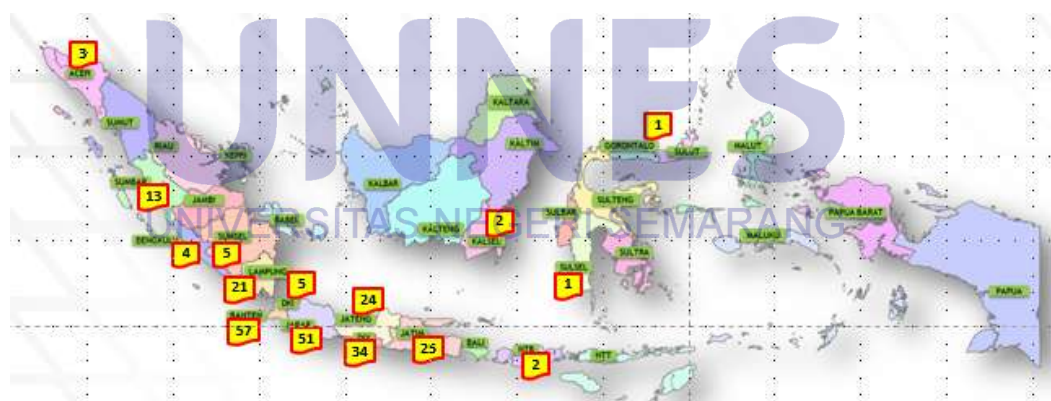 UNNES
UNIVERSITAS NEGERI SEMARANG
3
ACEH
SUMUT
RIAU
KEPRI
SUMBAR
13
JAMBI
BENGKULU
4
SUMSEL
5
BABEL
LAMPUNG
21
5
DKI
BANTEN
57
JABAR
51
24
JATENG
DIY
34
JATIM
25
BALI
NTB
2
NTT
KALTARA
KALTIM
KALBAR
KALTENG
KALSEL
2
1
GORONTALO
SULUT
SULTENG
SULBAR
SULTRA
SULSEL
1
MALUT
MALUKU
PAPUA BARAT
PAPUA